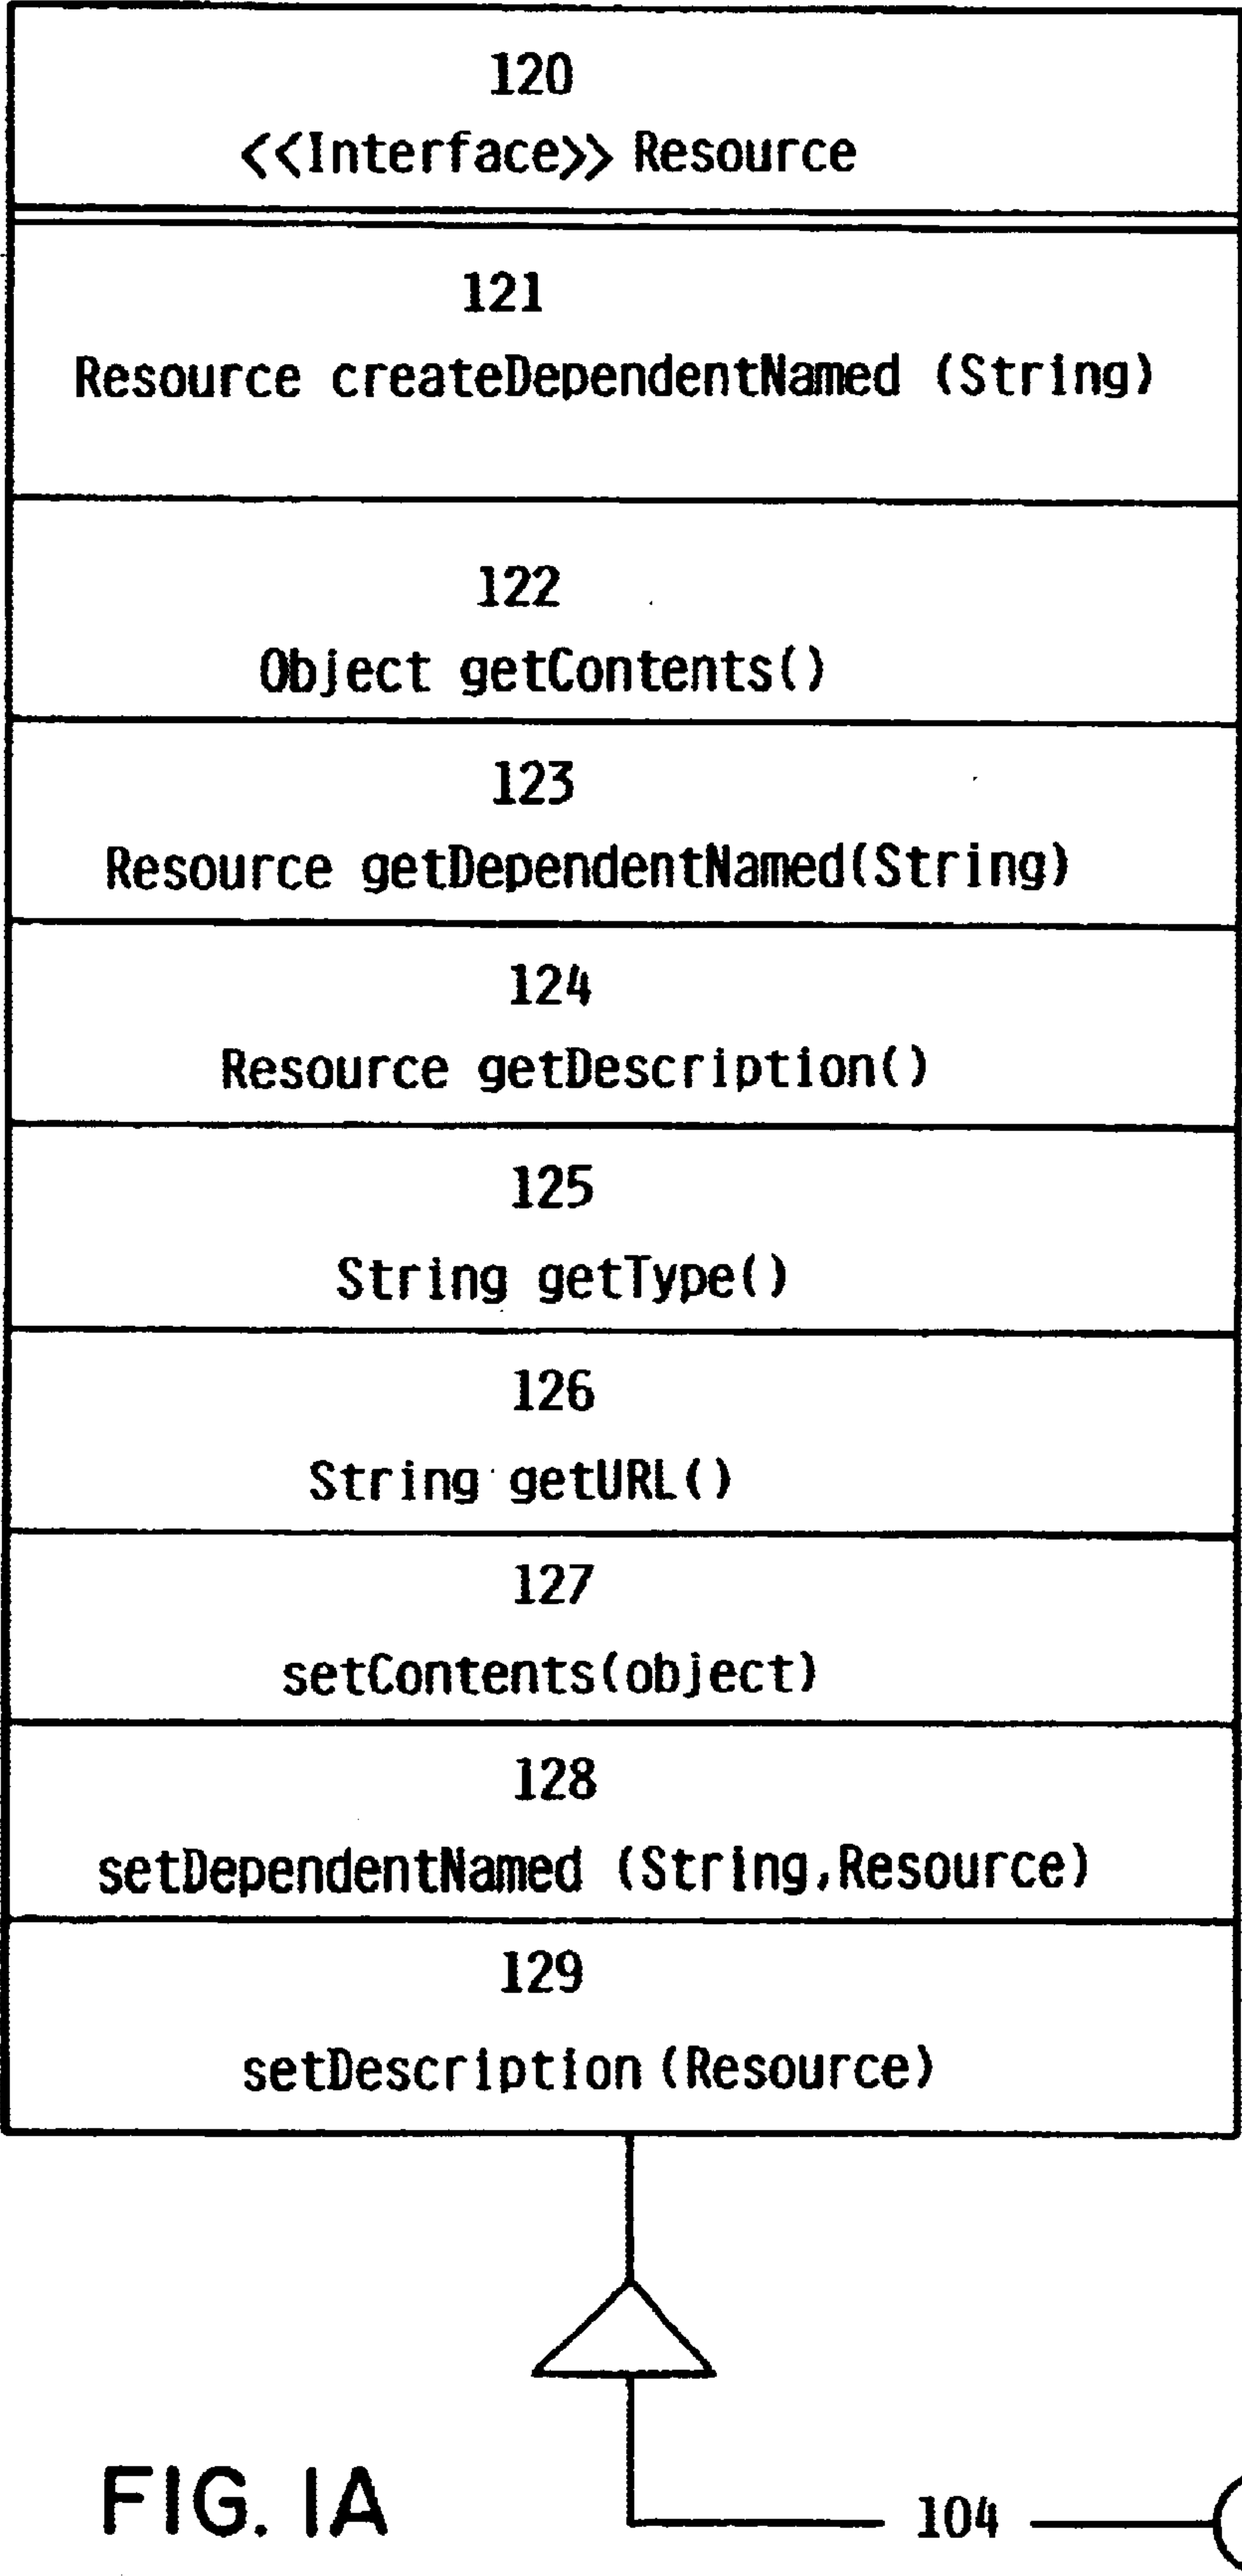 120
<<Interface>> Resource
121
Resource createDependentNamed (String)
122
Object getContents()
123
Resource getDependentNamed(String)
124
Resource getDescription()
125
String getType()
126
String getURL()
127
setContents(object)
128
setDependentNamed (String,Resource)
129
setDescription (Resource)
FIG. 1A
104